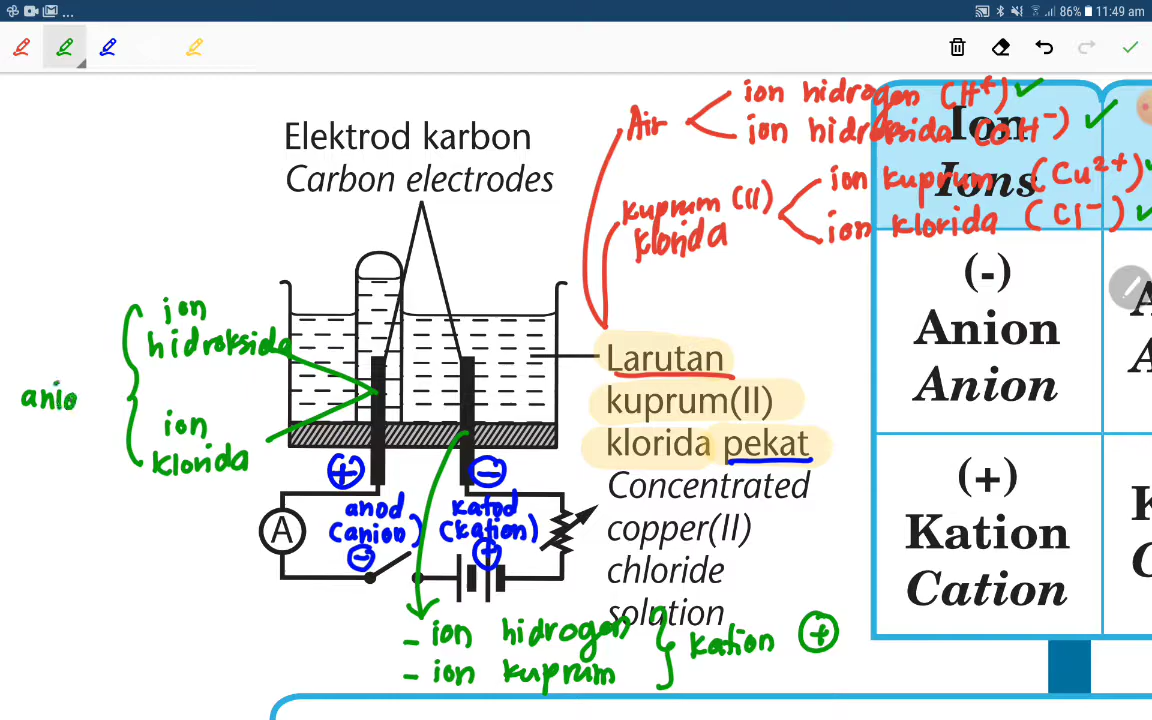 ... 86% 11:49 am
Air
ion hidrogen (H+) ✓
ion hidroksida (OH-) ✓
kuprum (II)
klorida
ion kuprum (Cu2+)
ion klorida (Cl-)
Elektrod karbon
Carbon electrodes
Ion
Ions
(-)
Anion
Anion
A
A
(+)
Kation
Cation
K
C
ion
hidroksida
anio
ion
klorida
Larutan
kuprum(II)
klorida pekat
Concentrated
copper(II)
chloride
solution
+
-
anod
(anion)
-
katod
(kation)
+
A
- ion hidrogen
- ion kuprum
kation +